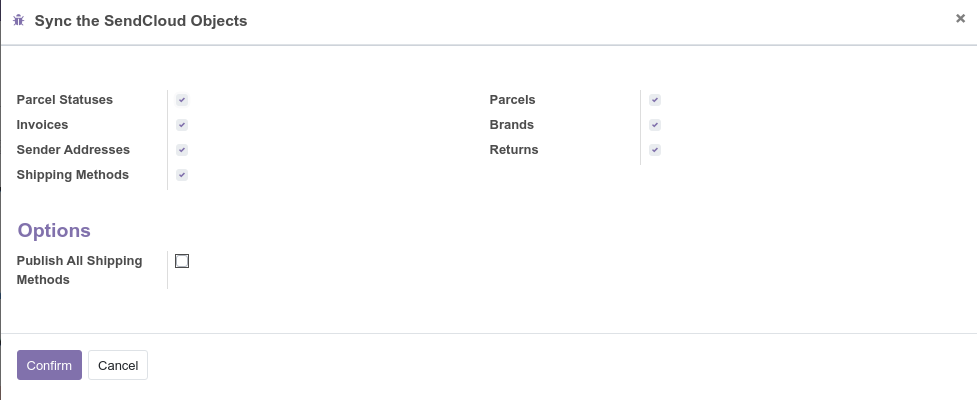 Sync the SendCloud Objects
Parcel Statuses
Invoices
Sender Addresses
Shipping Methods
Parcels
Brands
Returns
Options
Publish All Shipping
Methods
Confirm
Cancel